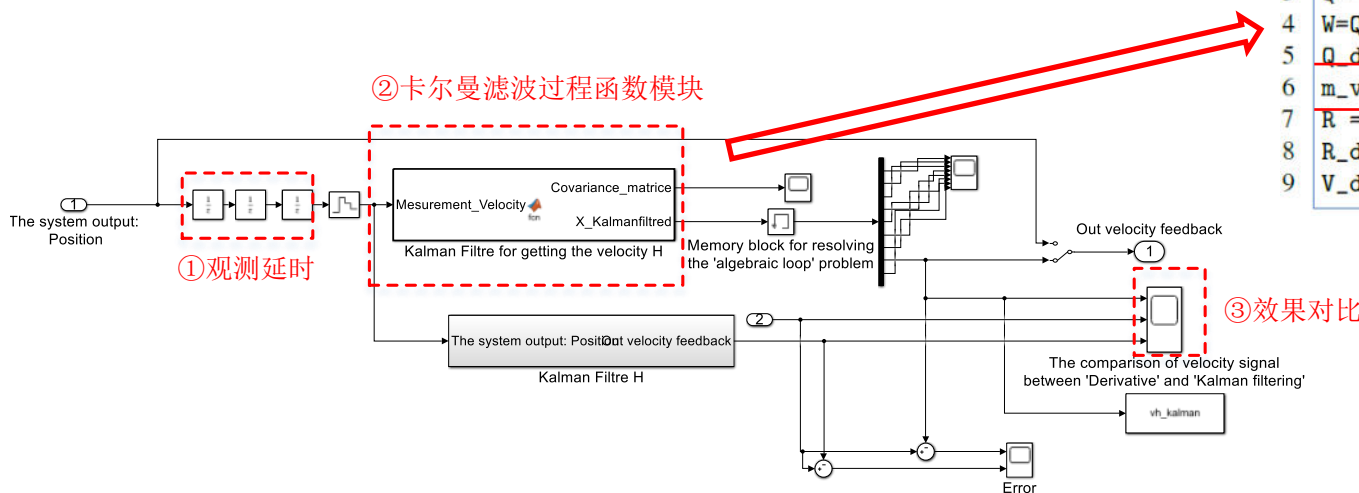 4 W=Q
5 Q_d
6 m_v
7 R =
8 R_d
9 V_d
②卡尔曼滤波过程函数模块
1
The system output:
Position
①观测延时
Mesurement_Velocity
fcn
Covariance_matrice
X_Kalmanfiltred
Kalman Filtre for getting the velocity H
Memory block for resolving
the 'algebraic loop' problem
Out velocity feedback
1
2
③效果对比
The system output: Position
Out velocity feedback
Kalman Filtre H
The comparison of velocity signal
between 'Derivative' and 'Kalman filtering'
vh_kalman
Error